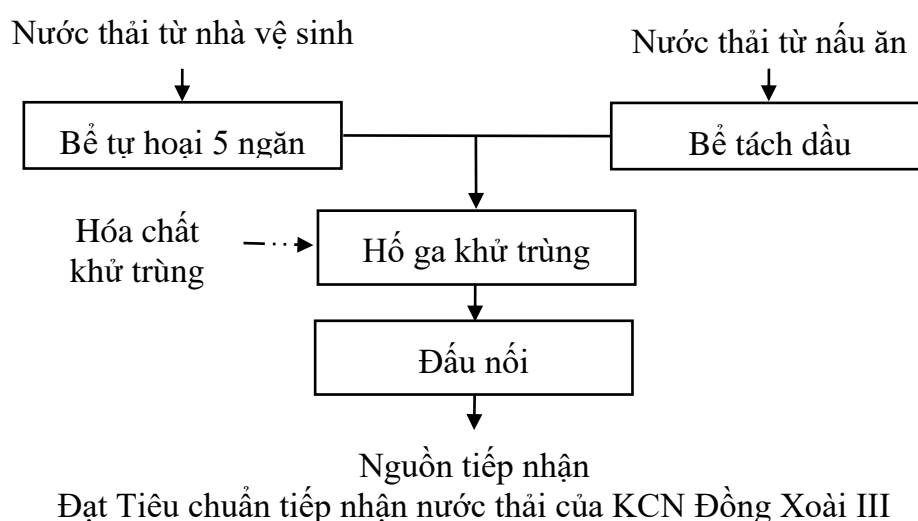 Nước thải từ nhà vệ sinh
Nước thải từ nấu ăn
Bể tự hoại 5 ngăn
Bể tách dầu
Hóa chất
khử trùng
Hố ga khử trùng
Đấu nối
Nguồn tiếp nhận
Đạt Tiêu chuẩn tiếp nhận nước thải của KCN Đồng Xoài III